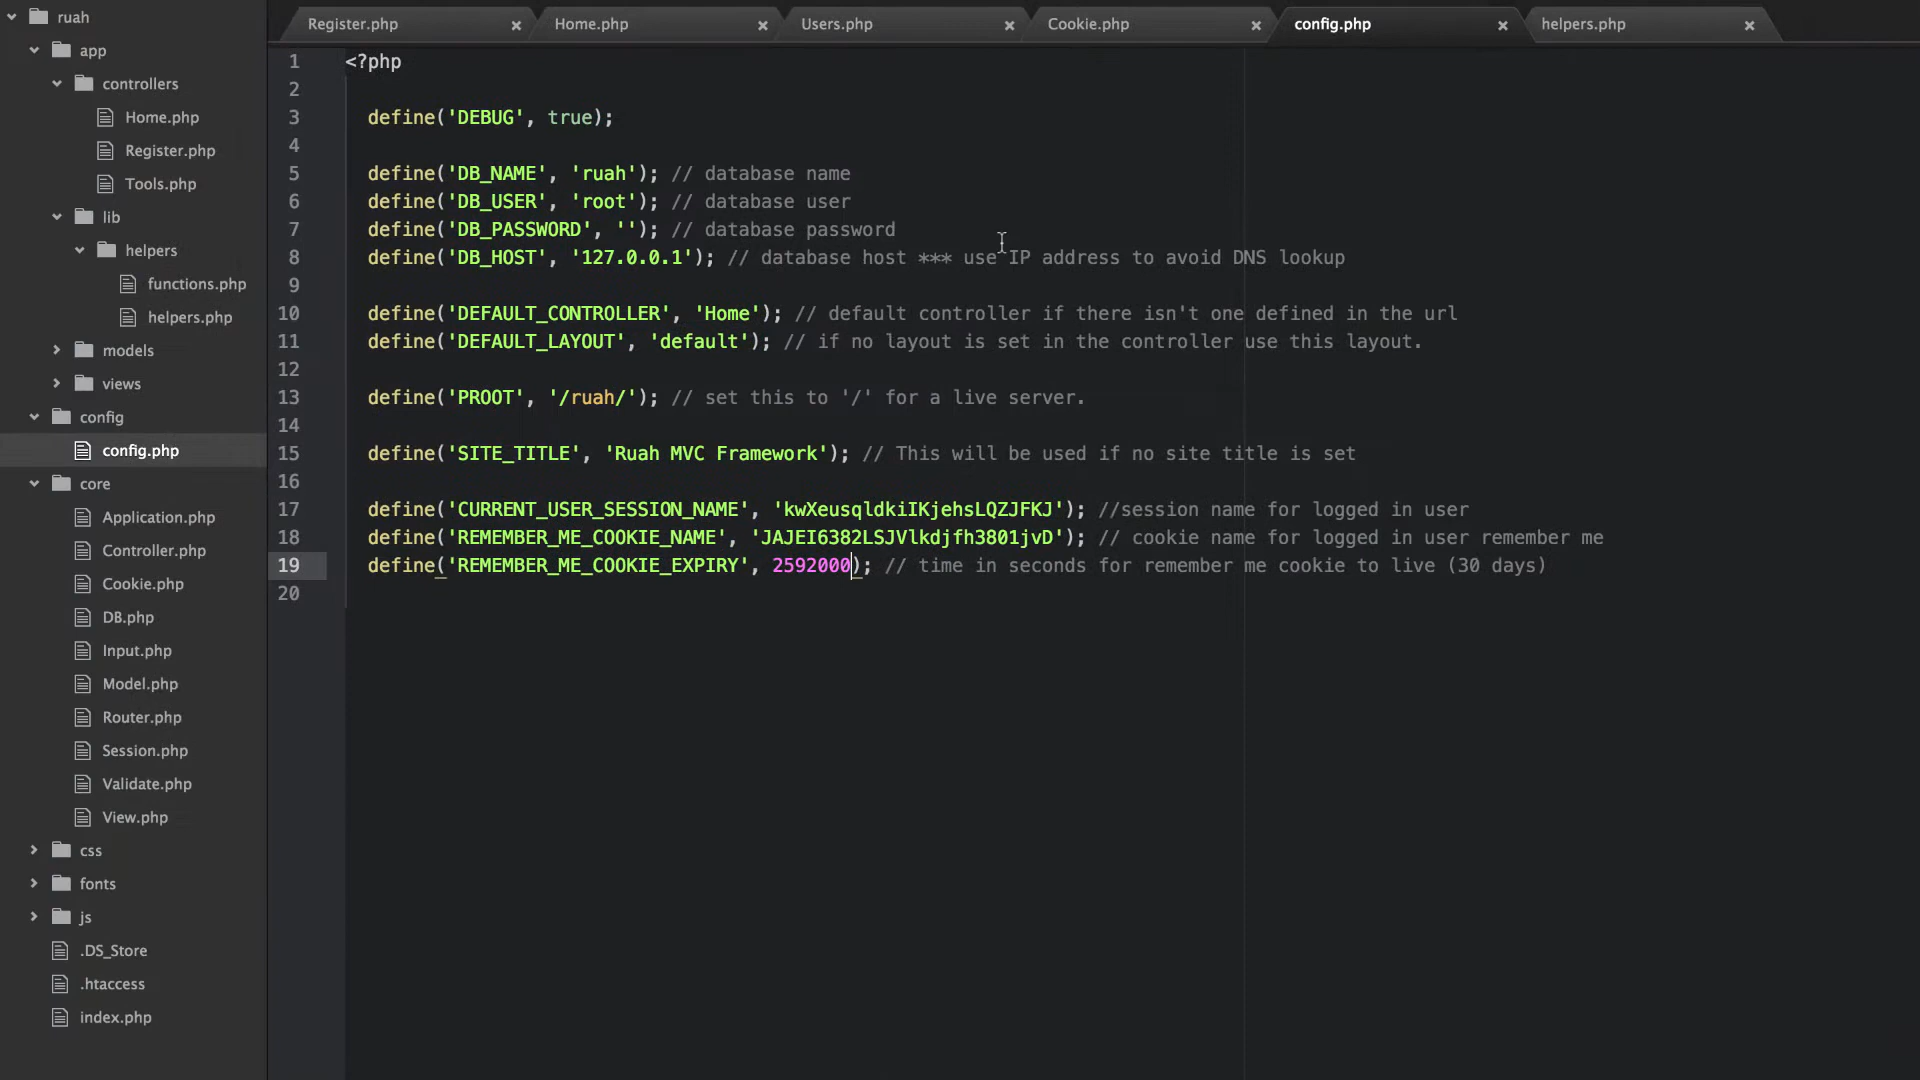 ruah
app
controllers
Home.php
Register.php
Tools.php
lib
helpers
functions.php
helpers.php
models
views
config
config.php
core
Application.php
Controller.php
Cookie.php
DB.php
Input.php
Model.php
Router.php
Session.php
Validate.php
View.php
css
fonts
js
.DS_Store
.htaccess
index.php
Register.php × Home.php × Users.php × Cookie.php × config.php × helpers.php ×
1 <?php
2
3 define('DEBUG', true);
4
5 define('DB_NAME', 'ruah'); // database name
6 define('DB_USER', 'root'); // database user
7 define('DB_PASSWORD', ''); // database password
8 define('DB_HOST', '127.0.0.1'); // database host *** use IP address to avoid DNS lookup
9
10 define('DEFAULT_CONTROLLER', 'Home'); // default controller if there isn't one defined in the url
11 define('DEFAULT_LAYOUT', 'default'); // if no layout is set in the controller use this layout.
12
13 define('PROOT', '/ruah/'); // set this to '/' for a live server.
14
15 define('SITE_TITLE', 'Ruah MVC Framework'); // This will be used if no site title is set
16
17 define('CURRENT_USER_SESSION_NAME', 'kwXeusqldkiIKjehsLQZJFKJ'); //session name for logged in user
18 define('REMEMBER_ME_COOKIE_NAME', 'JAJEI6382LSJVlkdjfh3801jvD'); // cookie name for logged in user remember me
19 define('REMEMBER_ME_COOKIE_EXPIRY', 2592000); // time in seconds for remember me cookie to live (30 days)
20